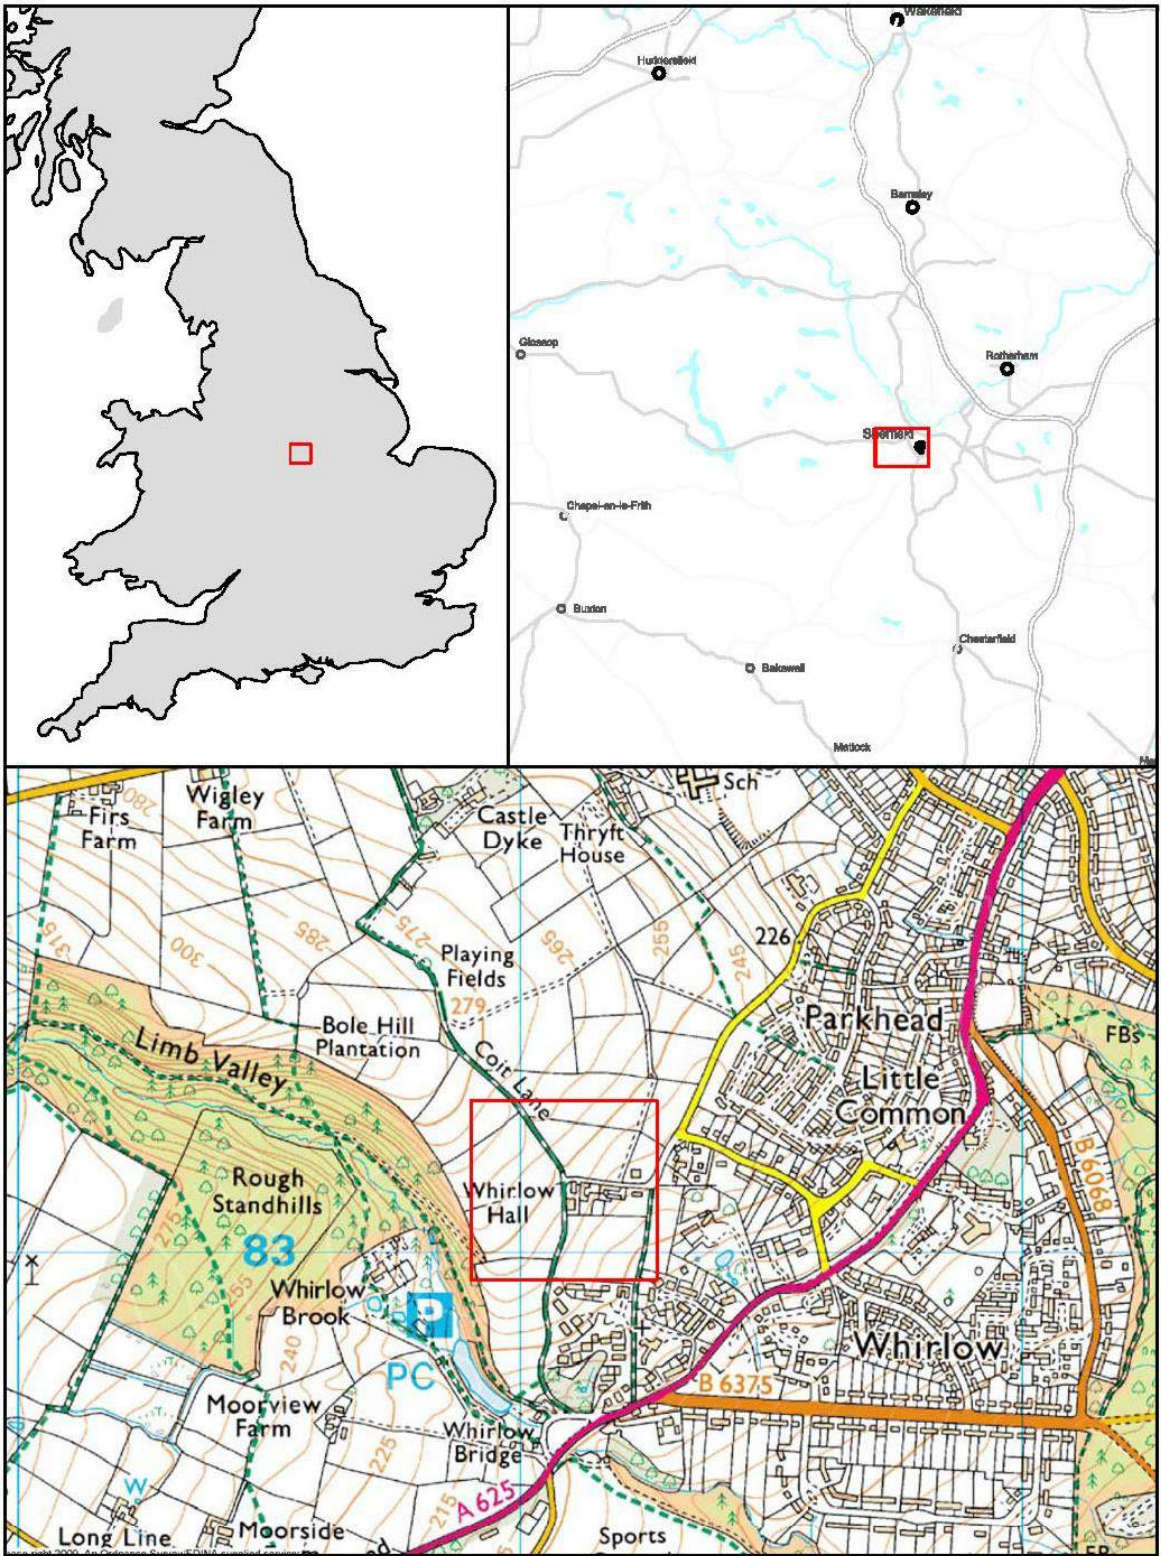 Wakefield
Huddersfield
Barnsley
Glossop
Rotherham
Sheffield
Chapel-en-le-Frith
Buxton
Chesterfield
Bakewell
Matlock
Firs
Farm
280
Wigley
Farm
Castle
Dyke
Thryft
House
Sch
315
300
285
275
265
255
245
226
Playing
Fields
279
Bole Hill
Plantation
Limb Valley
Coit Lane
Parkhead
Little
Common
FBs
B 6068
Rough
Standhills
275
83
255
Whirlow
Hall
Whirlow
Brook
P
PC
240
Whirlow
B 6375
Moorview
Farm
225
Whirlow
Bridge
215
A 625
W
Long Line
Moorside
Sports
FB